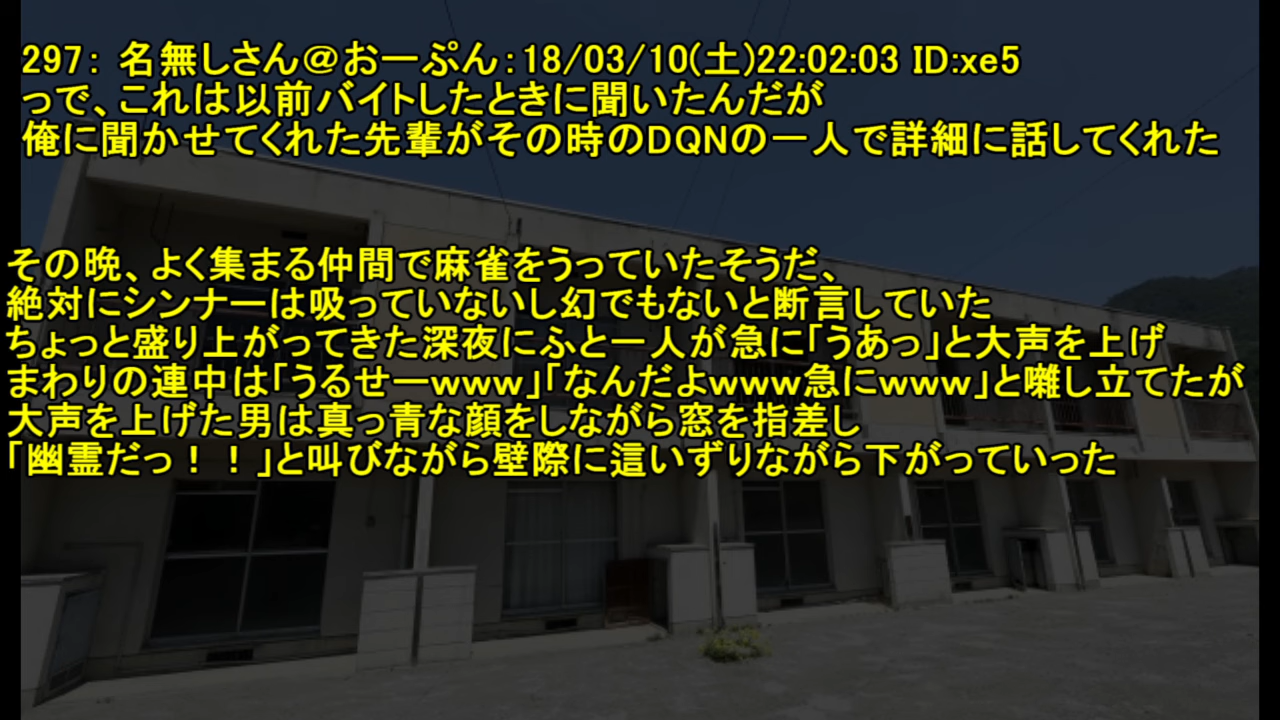 297: 名無しさん@おーぷん:18/03/10(土)22:02:03 ID:xe5
っで、これは以前バイトしたときに聞いたんだが
俺に聞かせてくれた先輩がその時のDQNの一人で詳細に話してくれた
その晩、よく集まる仲間で麻雀をうっていたそうだ、
絶対にシンナーは吸っていないし幻でもないと断言していた
ちょっと盛り上がってきた深夜にふと一人が急に「うあっ」と大声を上げ
まわりの連中は「うるせーwww」「なんだよwww急にwww」と囃し立てたが
大声を上げた男は真っ青な顔をしながら窓を指差し
「幽霊だっ！！」と叫びながら壁際に這いずりながら下がっていった